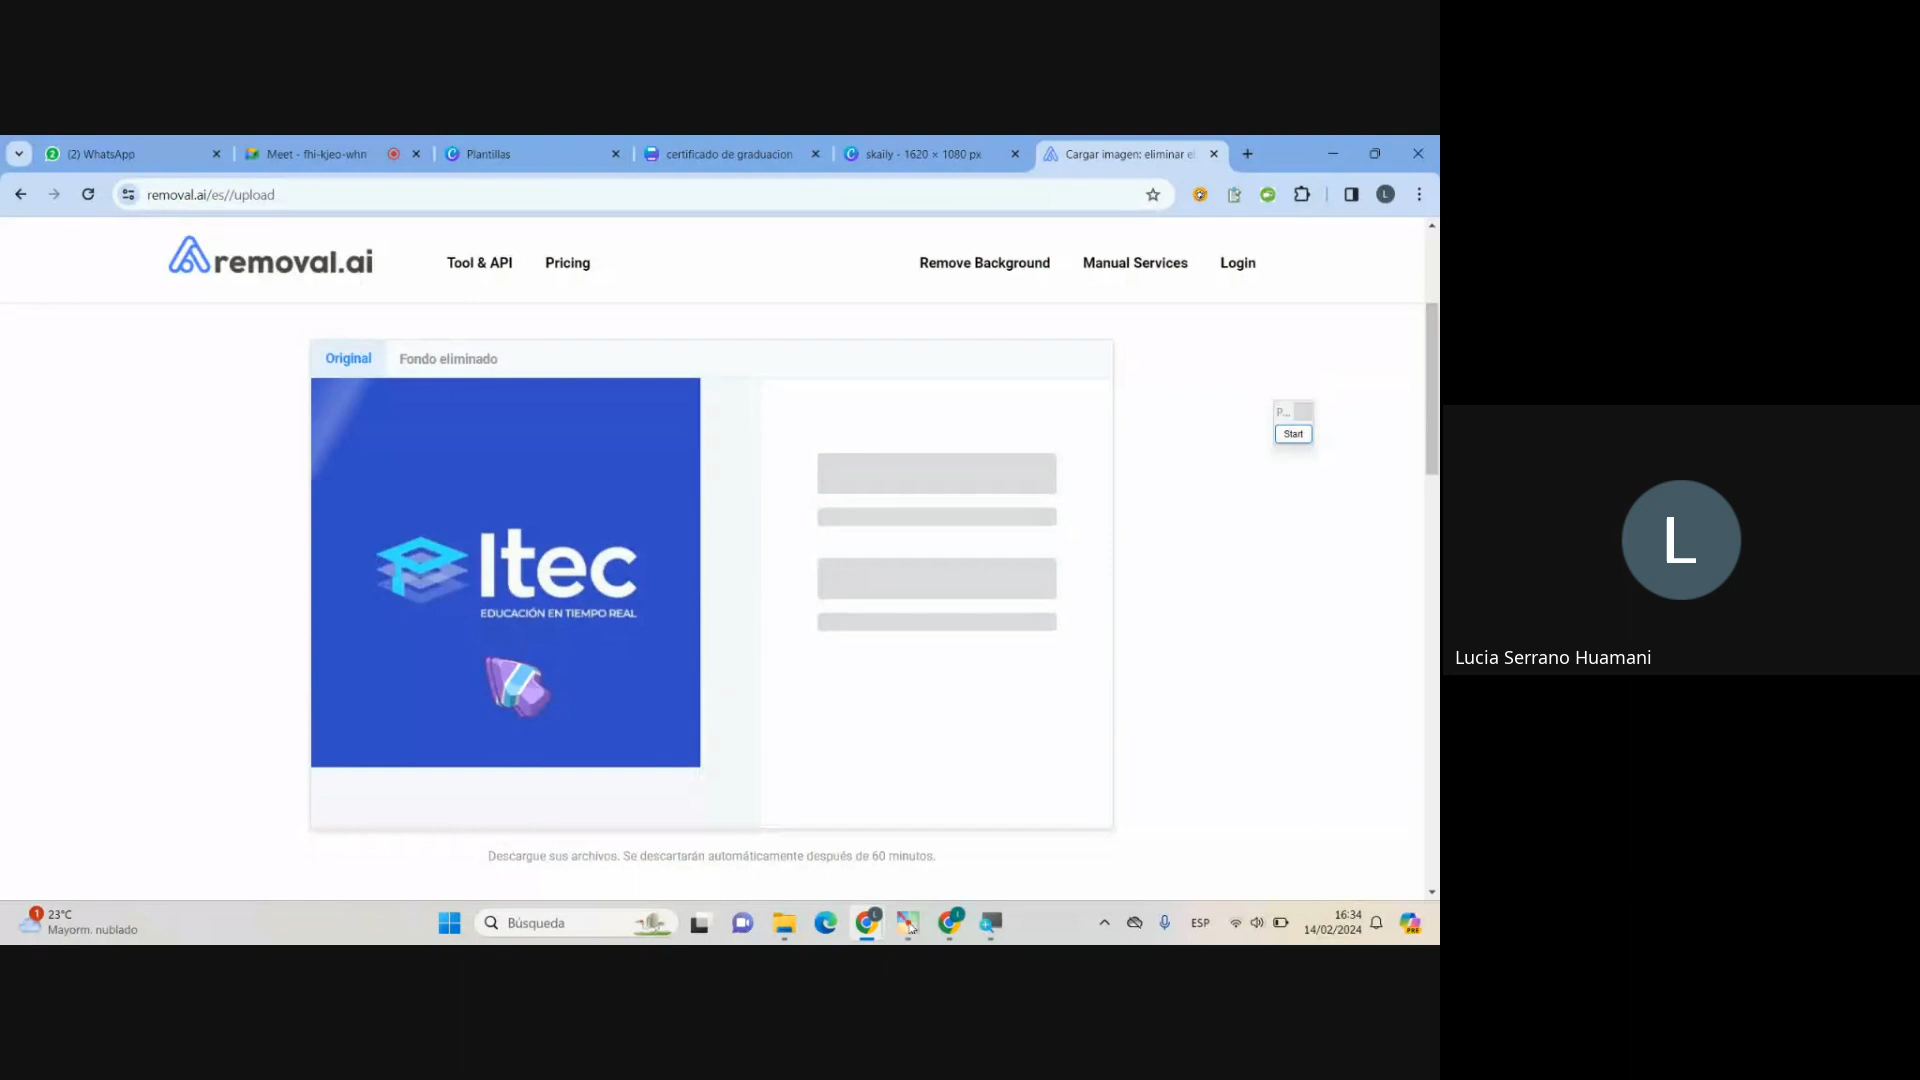 2 (2) WhatsApp
Meet - fhi-kjeo-whn
Plantillas
certificado de graduacion
skaily - 1620 × 1080 px
Cargar imagen: eliminar el
removal.ai/es//upload
L
removal.ai
Tool & API
Pricing
Remove Background
Manual Services
Login
Original
Fondo eliminado
P...
Start
Itec
EDUCACIÓN EN TIEMPO REAL
Descargue sus archivos. Se descartarán automáticamente después de 60 minutos.
L
Lucia Serrano Huamani
1
23°C
Mayorm. nublado
Búsqueda
ESP
16:34
14/02/2024
PRE